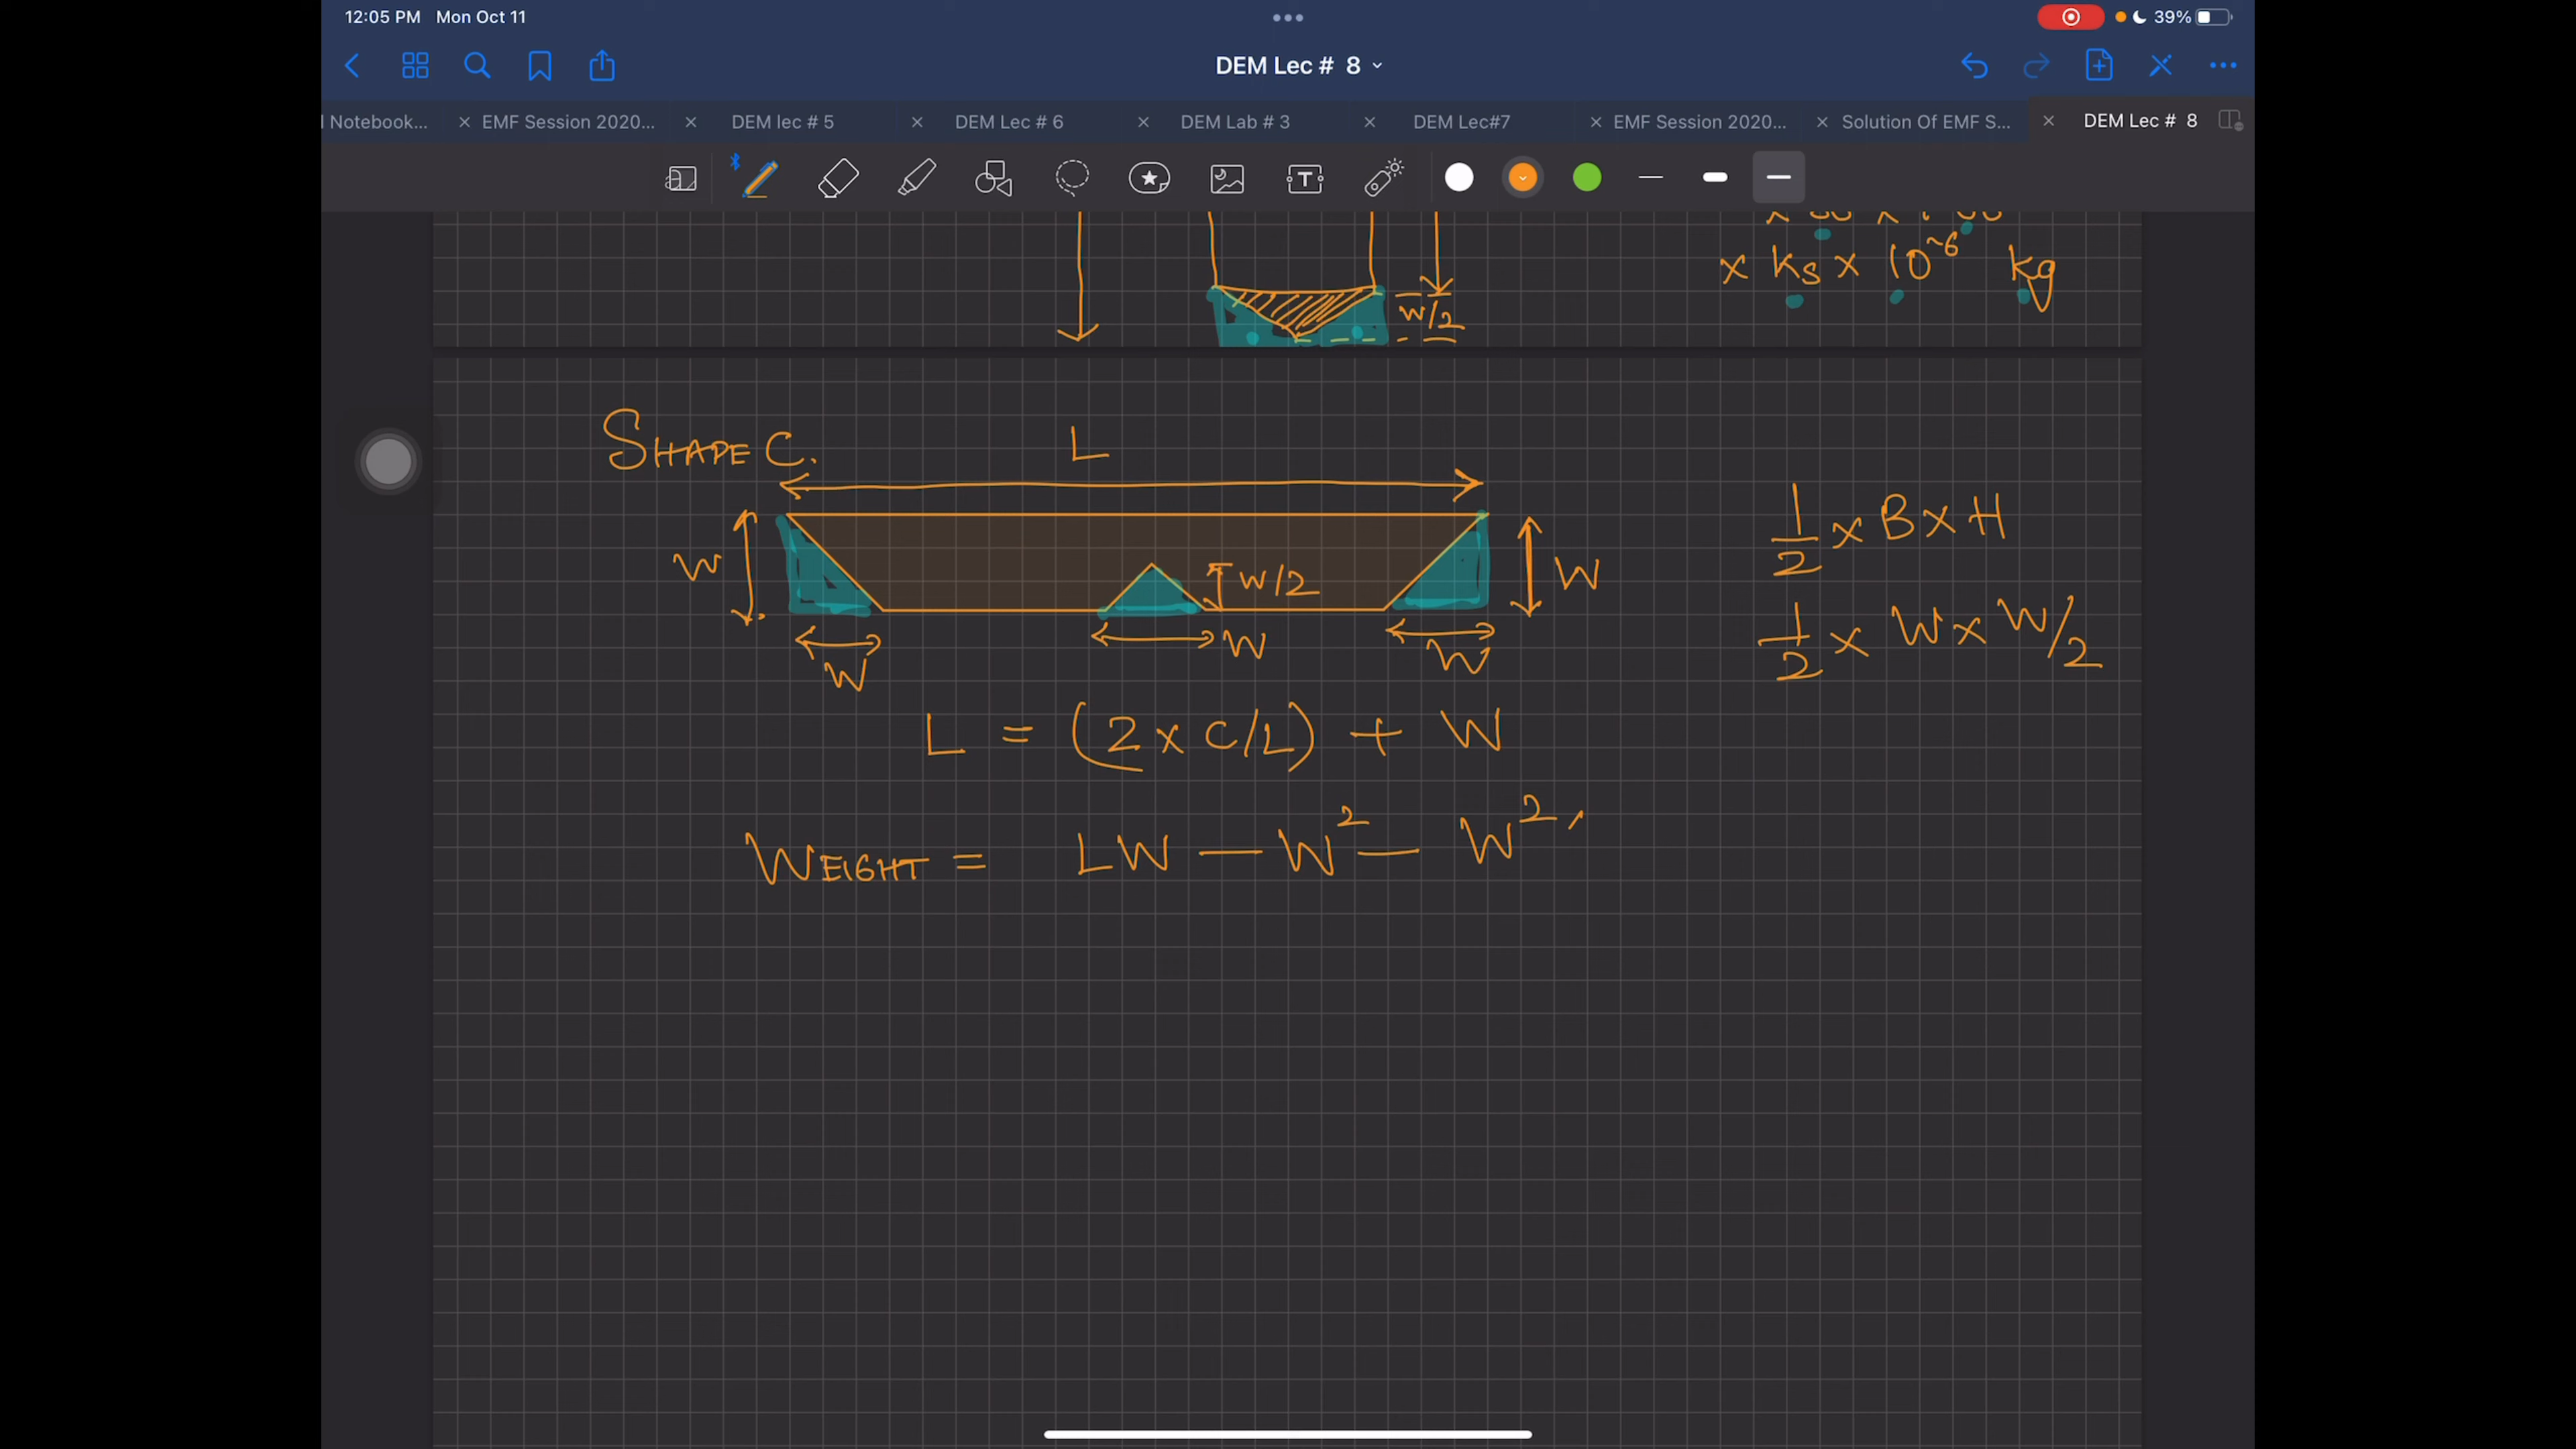 12:05 PM Mon Oct 11
39%
DEM Lec # 8
l Notebook... EMF Session 2020... DEM lec # 5 DEM Lec # 6 DEM Lab # 3 DEM Lec#7 EMF Session 2020... Solution Of EMF S... DEM Lec # 8
x ks x 10^-6 kg
W/2
SHAPE C.
L
W
W/2
W
W
W
W
1/2 x B x H
1/2 x W x W/2
L = (2 x C/L) + W
WEIGHT = LW — W² — W²